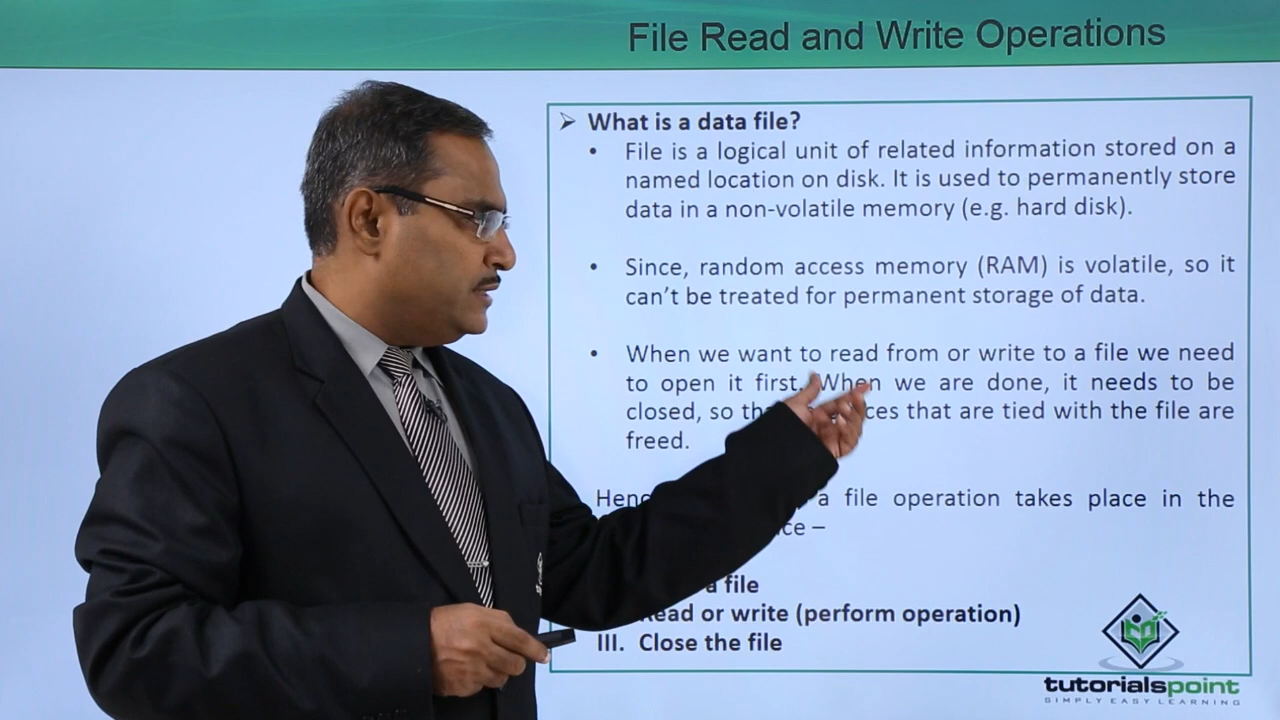 File Read and Write Operations
➢ What is a data file?
• File is a logical unit of related information stored on a
named location on disk. It is used to permanently store
data in a non-volatile memory (e.g. hard disk).
• Since, random access memory (RAM) is volatile, so it
can't be treated for permanent storage of data.
• When we want to read from or write to a file we need
to open it first. When we are done, it needs to be
closed, so that are tied with the file are
freed.
a file operation takes place in the
–
a file
Read or write (perform operation)
III. Close the file
tutorialspoint
SIMPLY EASY LEARNING